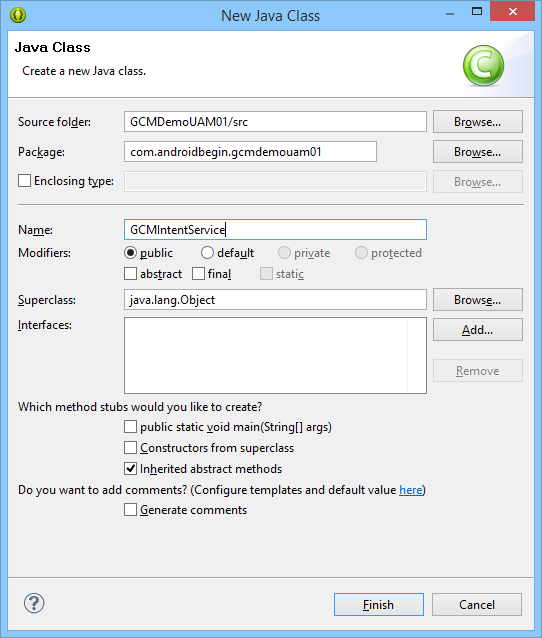 New Java Class
Java Class
Create a new Java class.
Source folder: GCMDemoUAM01/src Browse...
Package: com.androidbegin.gcmdemouam01 Browse...
Enclosing type: Browse...
Name: GCMIntentService
Modifiers: public default private protected
abstract final static
Superclass: java.lang.Object Browse...
Interfaces: Add...
Remove
Which method stubs would you like to create?
public static void main(String[] args)
Constructors from superclass
Inherited abstract methods
Do you want to add comments? (Configure templates and default value here)
Generate comments
? Finish Cancel